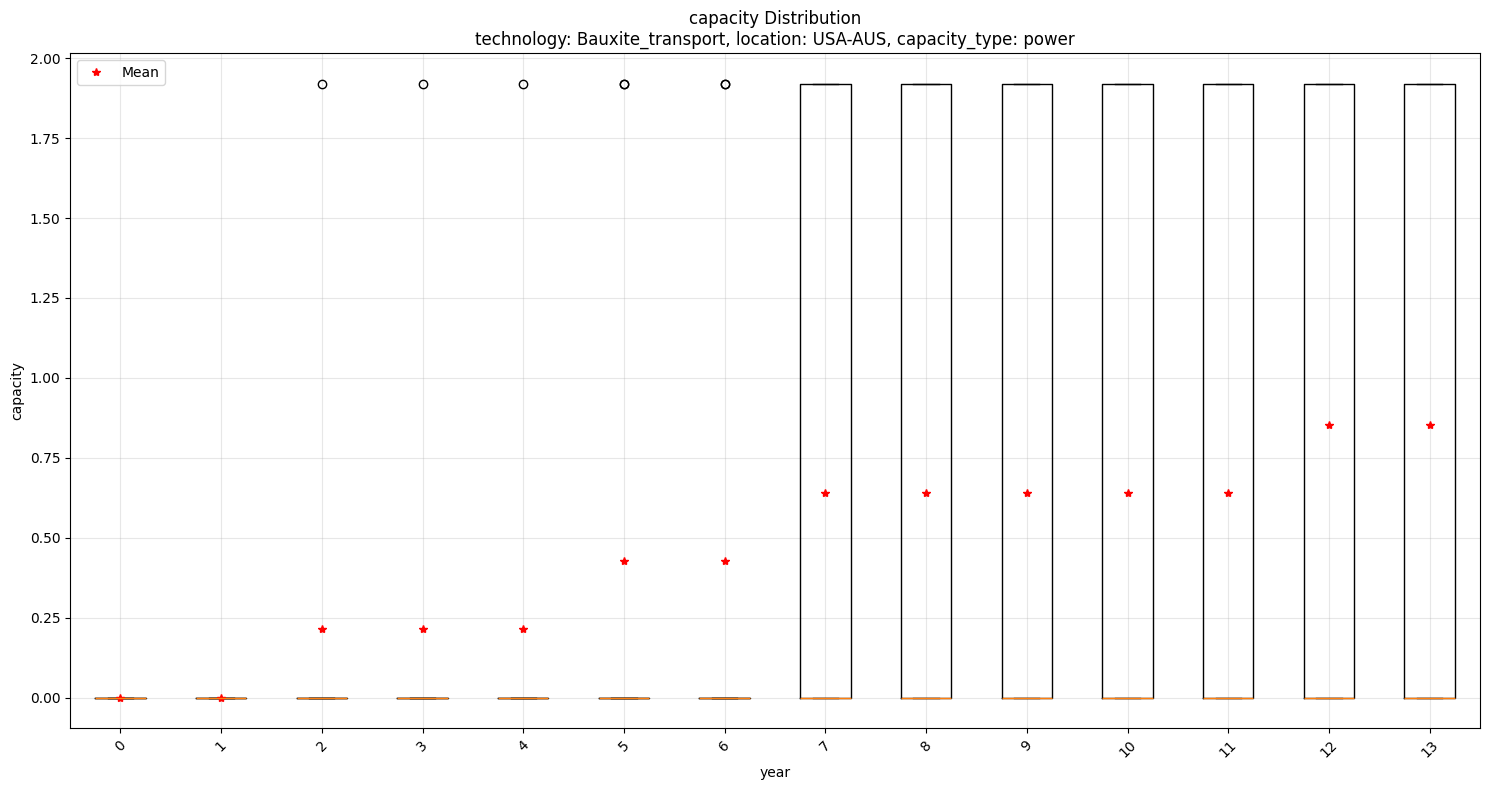 capacity Distribution
technology: Bauxite_transport, location: USA-AUS, capacity_type: power
Mean
2.00
1.75
1.50
1.25
1.00
0.75
0.50
0.25
0.00
capacity
0 1 2 3 4 5 6 7 8 9 10 11 12 13
year